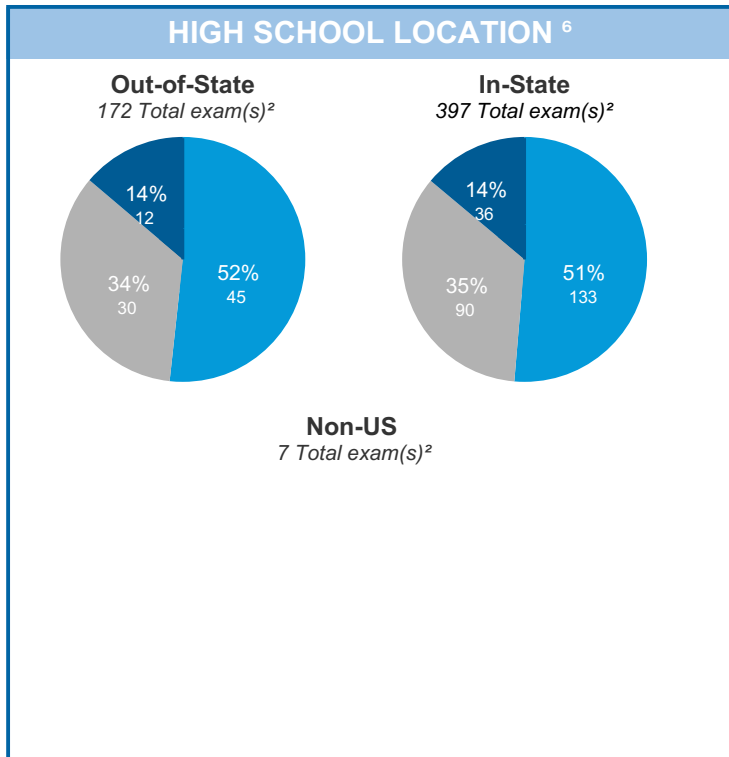 HIGH SCHOOL LOCATION ⁶
Out-of-State
172 Total exam(s)²
14%
12
34%
30
52%
45
In-State
397 Total exam(s)²
14%
36
35%
90
51%
133
Non-US
7 Total exam(s)²